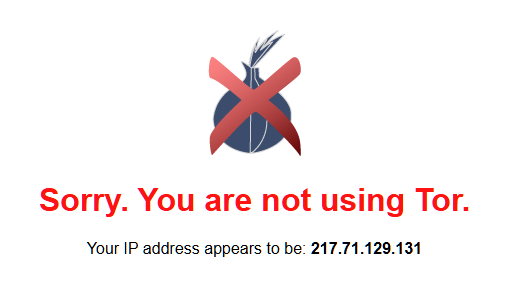 Sorry. You are not using Tor.
Your IP address appears to be: 217.71.129.131